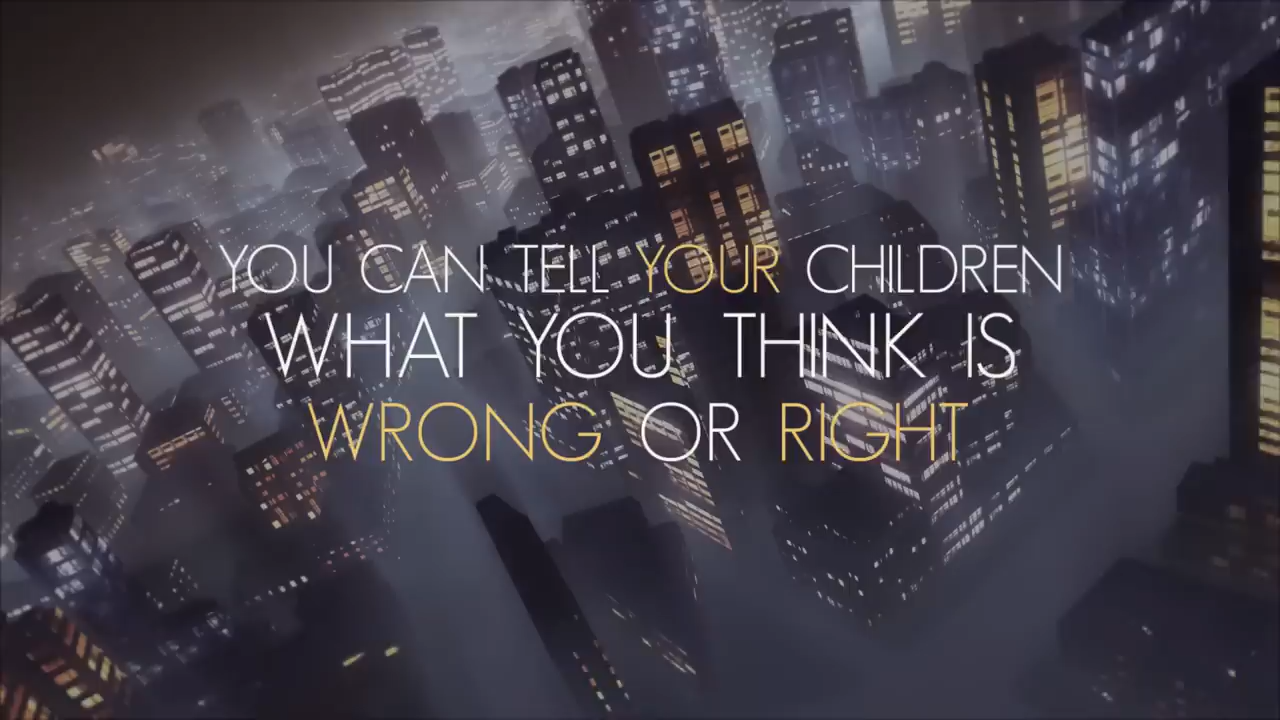 YOU CAN TELL YOUR CHILDREN
WHAT YOU THINK IS
WRONG OR RIGHT